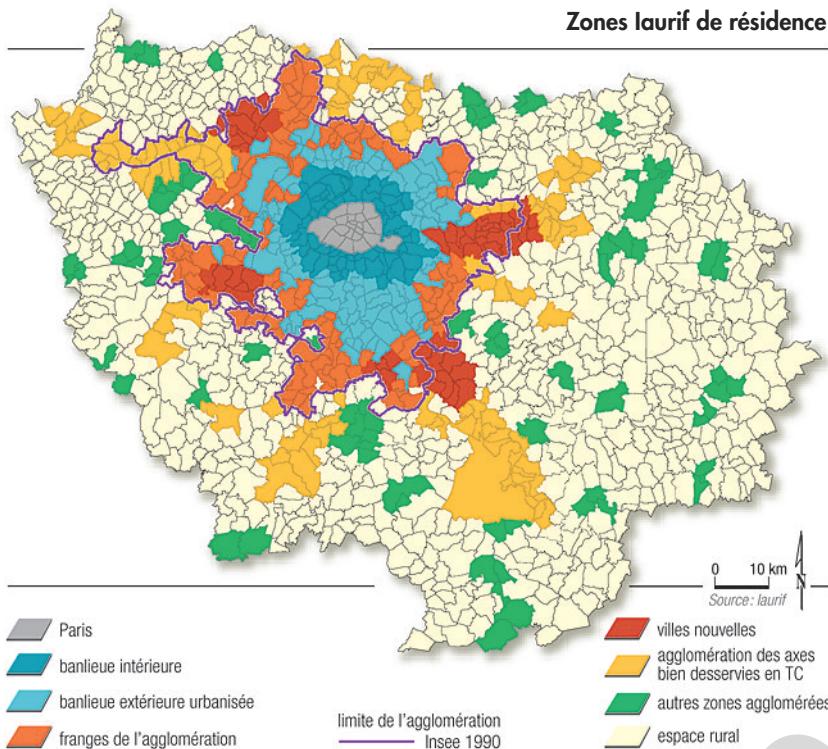 Zones Iaurif de résidence
0 10 km
N
Source : Iaurif
Paris
banlieue intérieure
banlieue extérieure urbanisée
franges de l'agglomération
limite de l'agglomération
Insee 1990
villes nouvelles
agglomération des axes
bien desservies en TC
autres zones agglomérées
espace rural